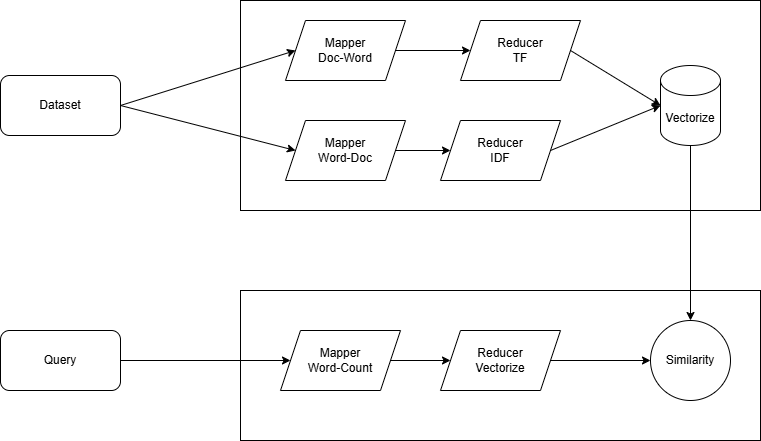 Mapper
Doc-Word
Reducer
TF
Dataset
Vectorize
Mapper
Word-Doc
Reducer
IDF
Query
Mapper
Word-Count
Reducer
Vectorize
Similarity